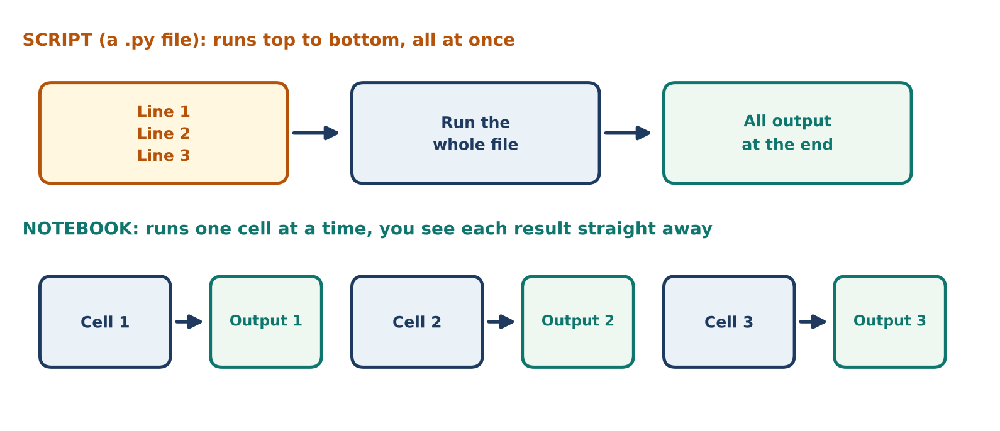 SCRIPT (a .py file): runs top to bottom, all at once
Line 1
Line 2
Line 3
Run the
whole file
All output
at the end
NOTEBOOK: runs one cell at a time, you see each result straight away
Cell 1
Output 1
Cell 2
Output 2
Cell 3
Output 3